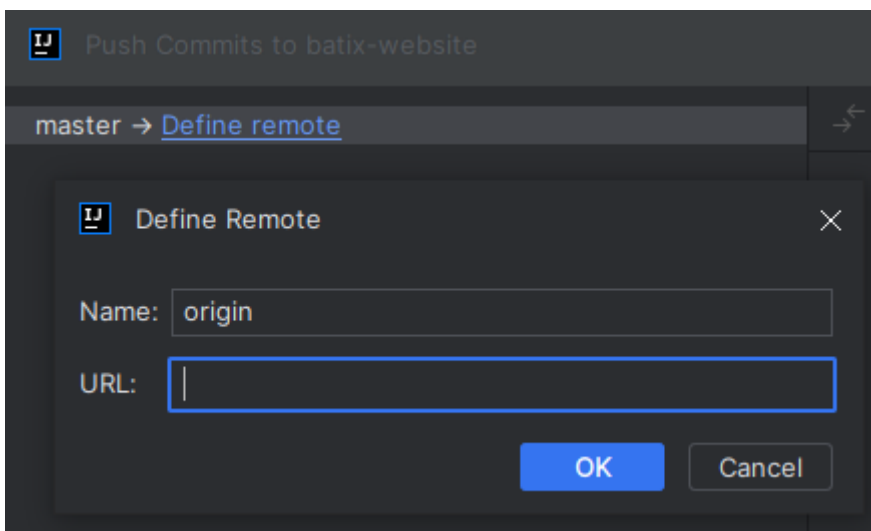 IJ Push Commits to batix-website
master → Define remote
IJ Define Remote
Name: origin
URL:
OK Cancel